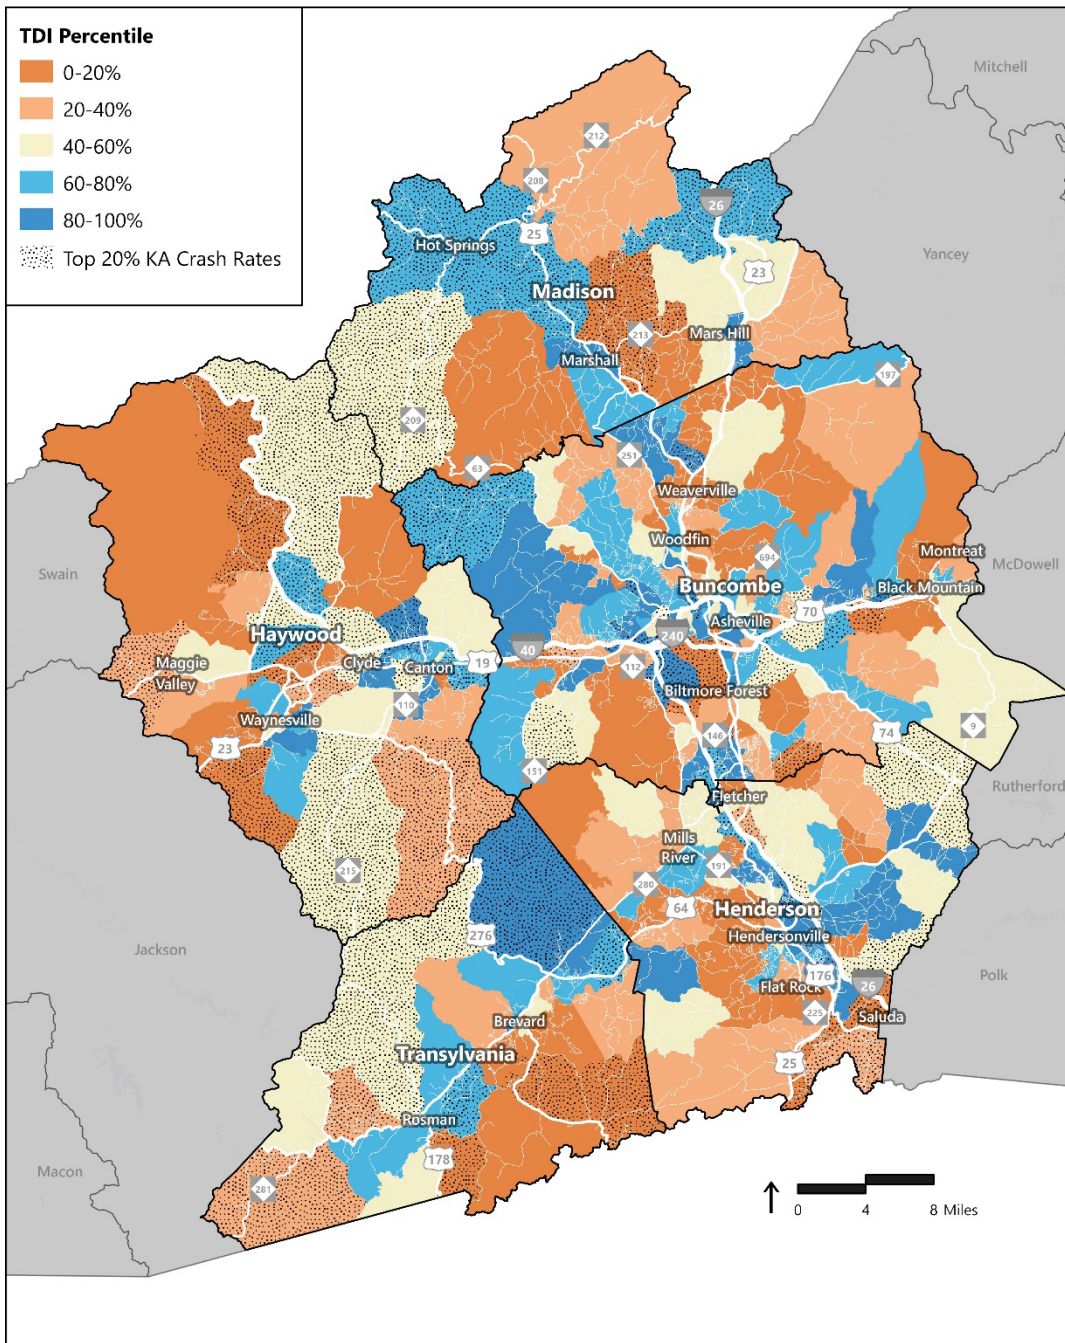 TDI Percentile
0-20%
20-40%
40-60%
60-80%
80-100%
Top 20% KA Crash Rates
Mitchell
212
208
26
25
Hot Springs
Yancey
23
Madison
213
Mars Hill
Marshall
197
209
251
63
Weaverville
Woodfin
694
Montreat
McDowell
Swain
Buncombe
Black Mountain
70
Asheville
Haywood
240
40
19
Clyde
Canton
Maggie
Valley
112
Biltmore Forest
110
Waynesville
23
146
74
9
151
Rutherford
Fletcher
Mills
River
191
215
280
64
Henderson
276
Hendersonville
Jackson
176
Polk
Flat Rock
26
225
Saluda
Brevard
Transylvania
25
Rosman
178
Macon
281
0 4 8 Miles